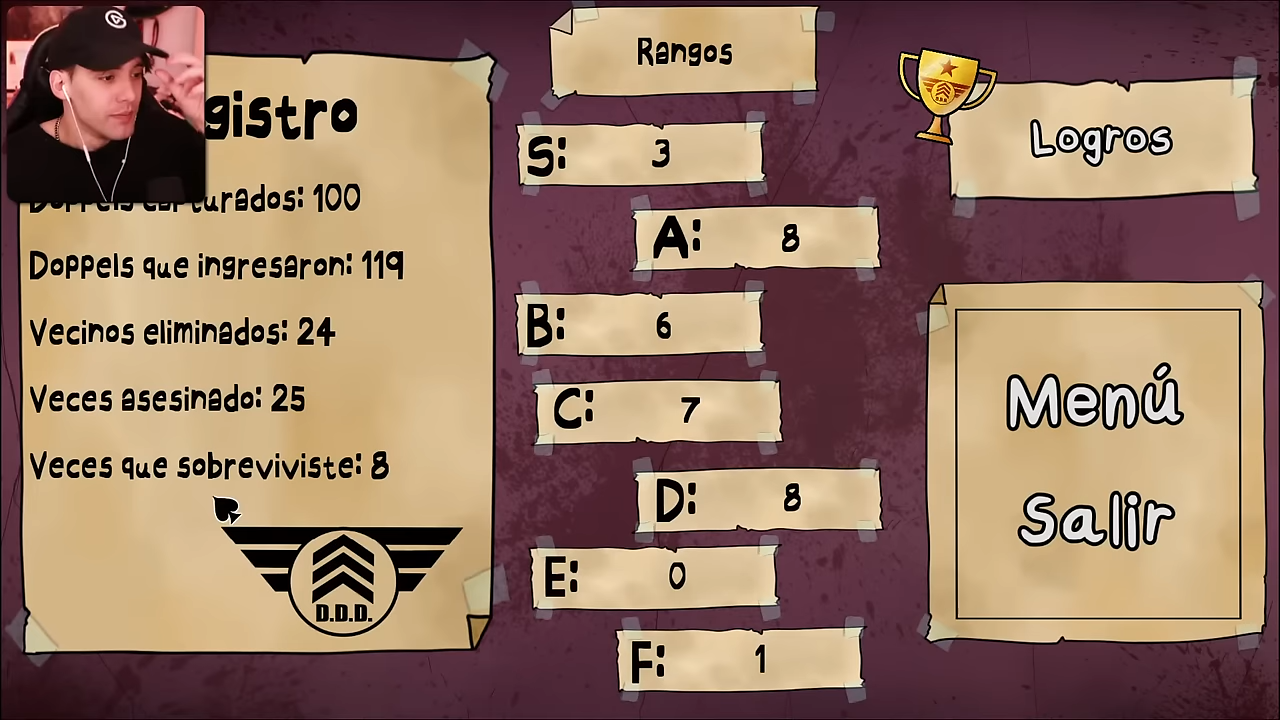 gistro
Doppels capturados: 100
Doppels que ingresaron: 119
Vecinos eliminados: 24
Veces asesinado: 25
Veces que sobreviviste: 8
D.D.D.
Rangos
S: 3
A: 8
B: 6
C: 7
D: 8
E: 0
F: 1
Logros
Menú
Salir